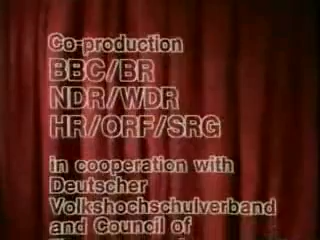 Co-production
BBC/BR
NDR/WDR
HR/ORF/SRG
in cooperation with
Deutscher
Volkshochschulverband
and Council of